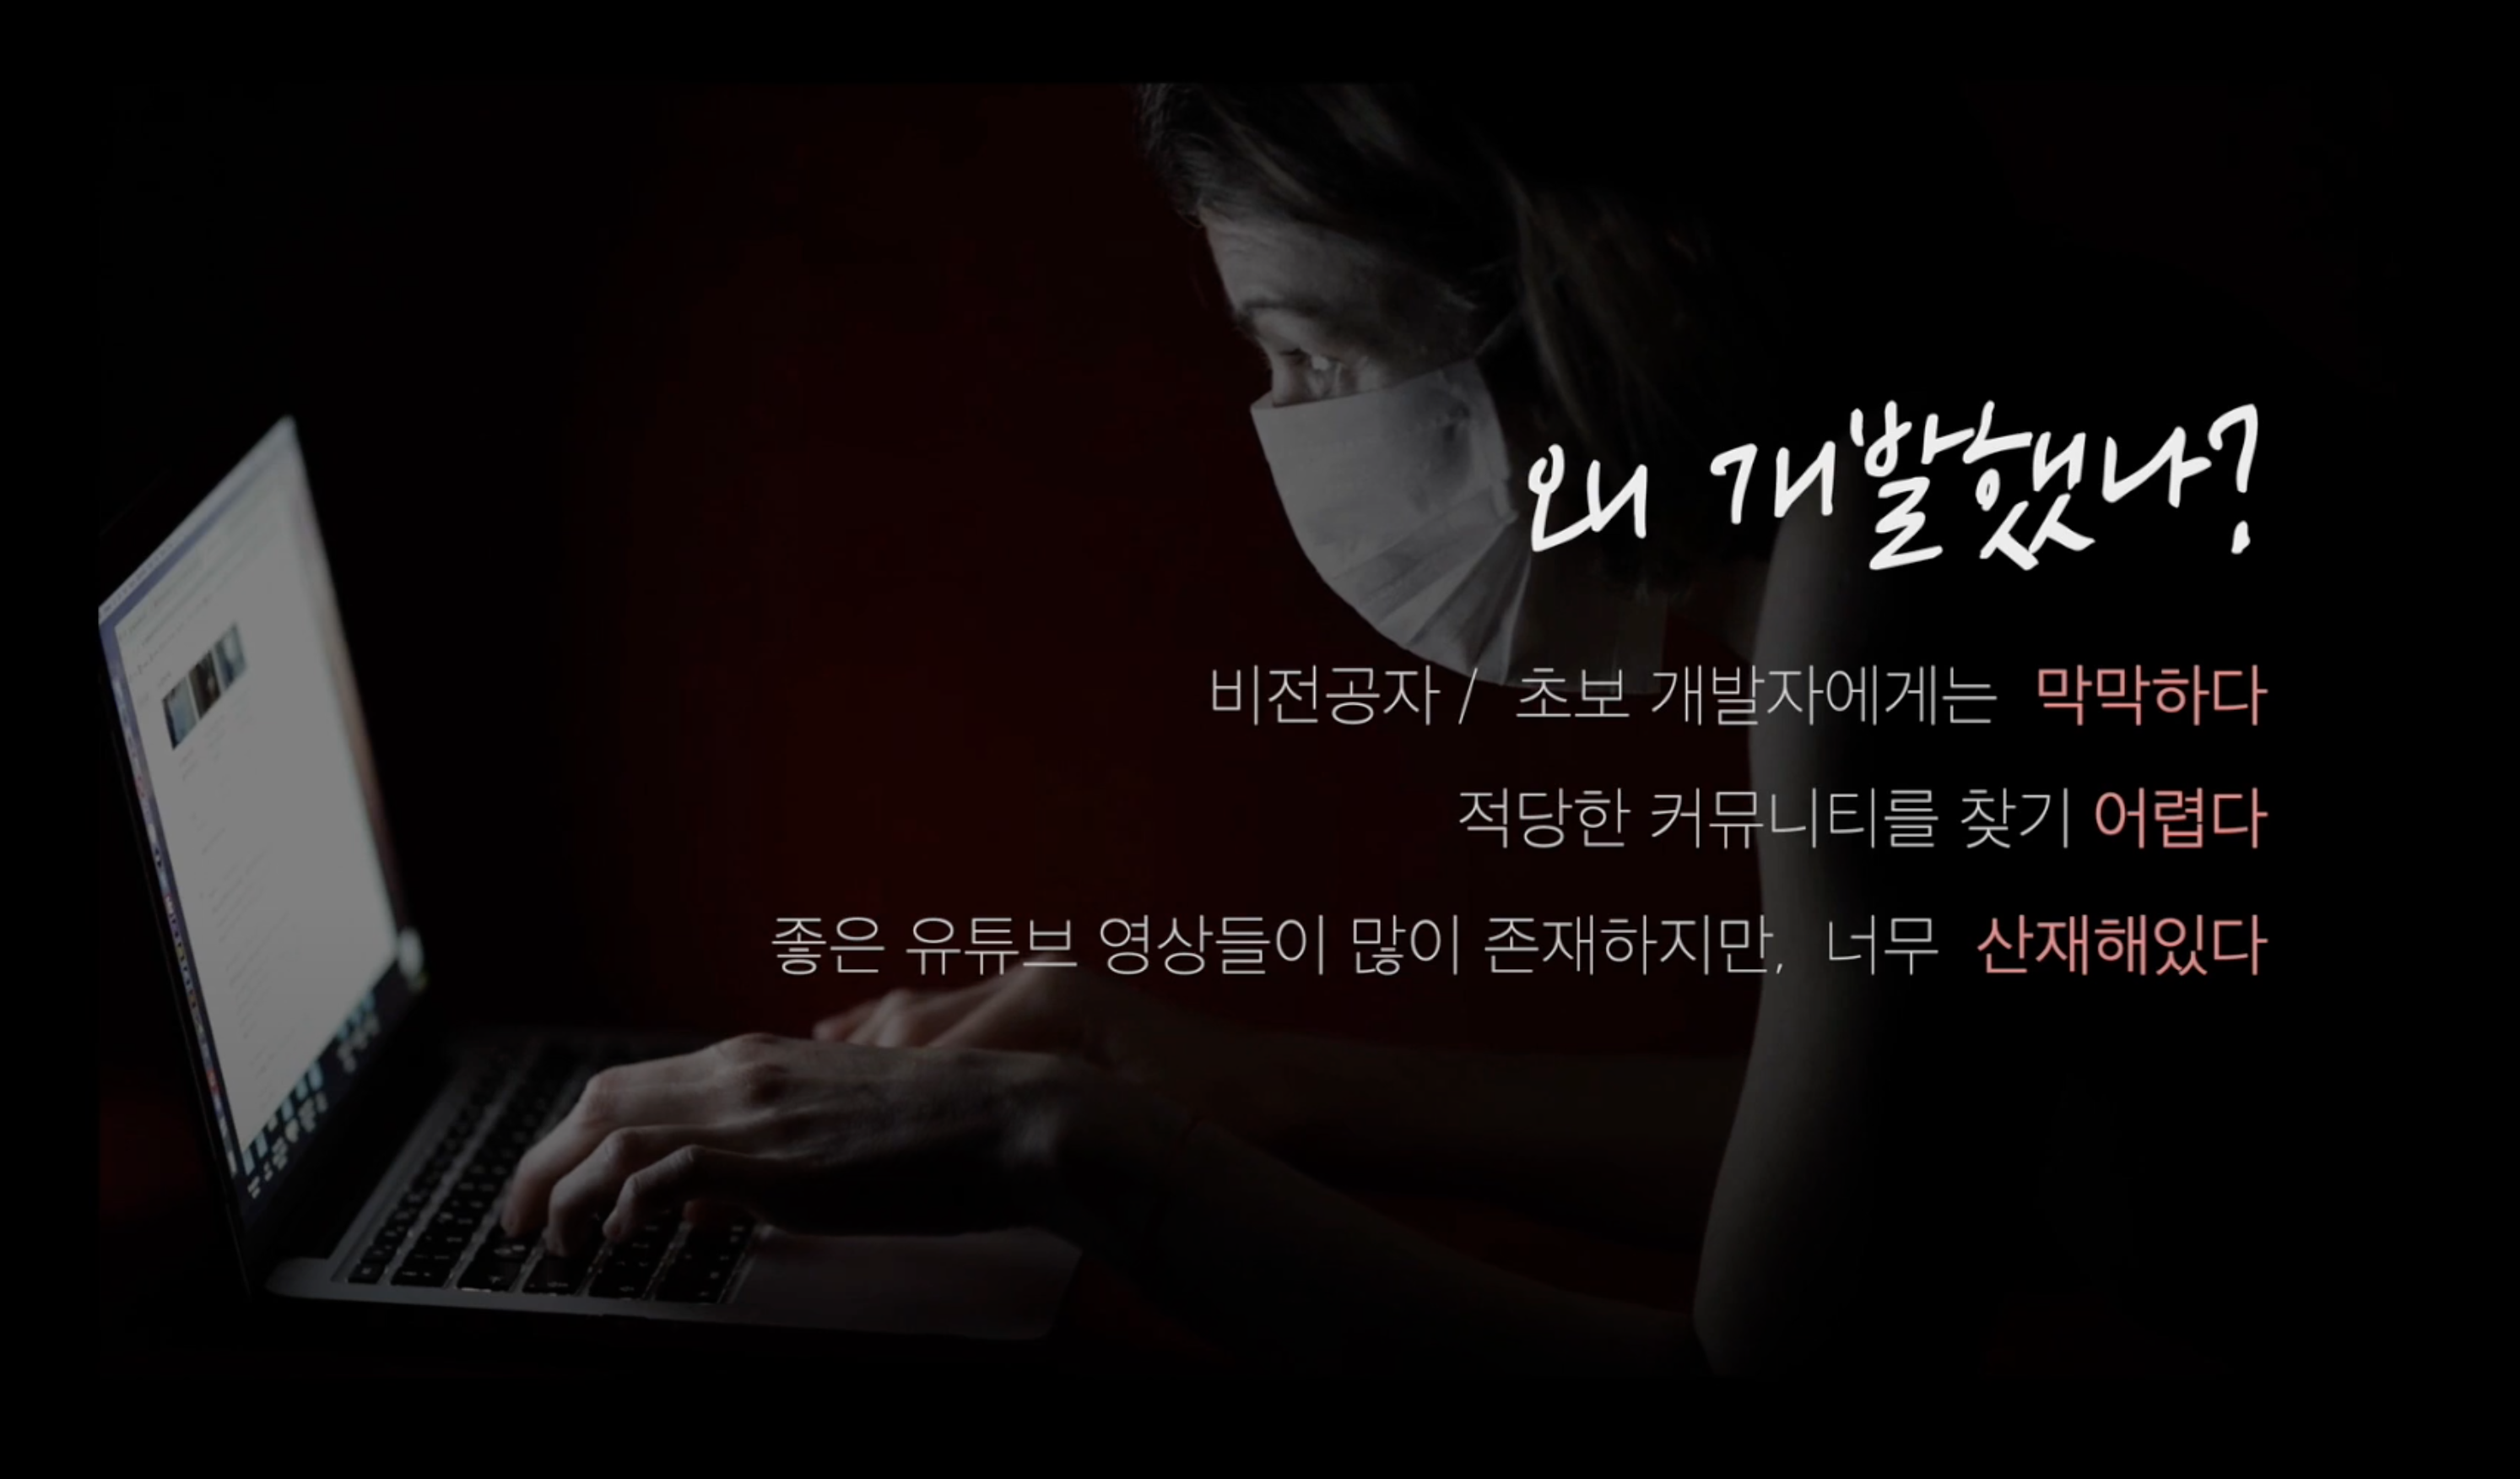 왜 개발했나?
비전공자 / 초보 개발자에게는 막막하다
적당한 커뮤니티를 찾기 어렵다
좋은 유튜브 영상들이 많이 존재하지만, 너무 산재해있다